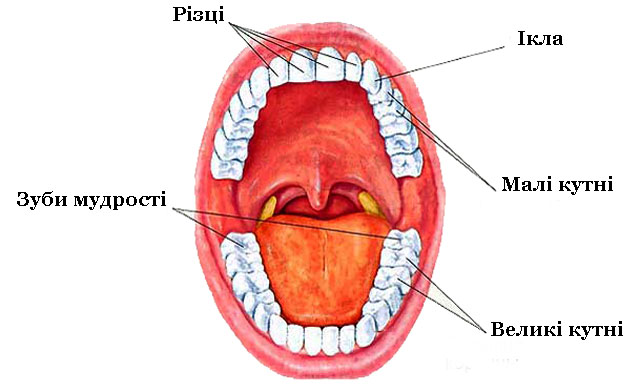 Різці
Ікла
Малі кутні
Зуби мудрості
Великі кутні